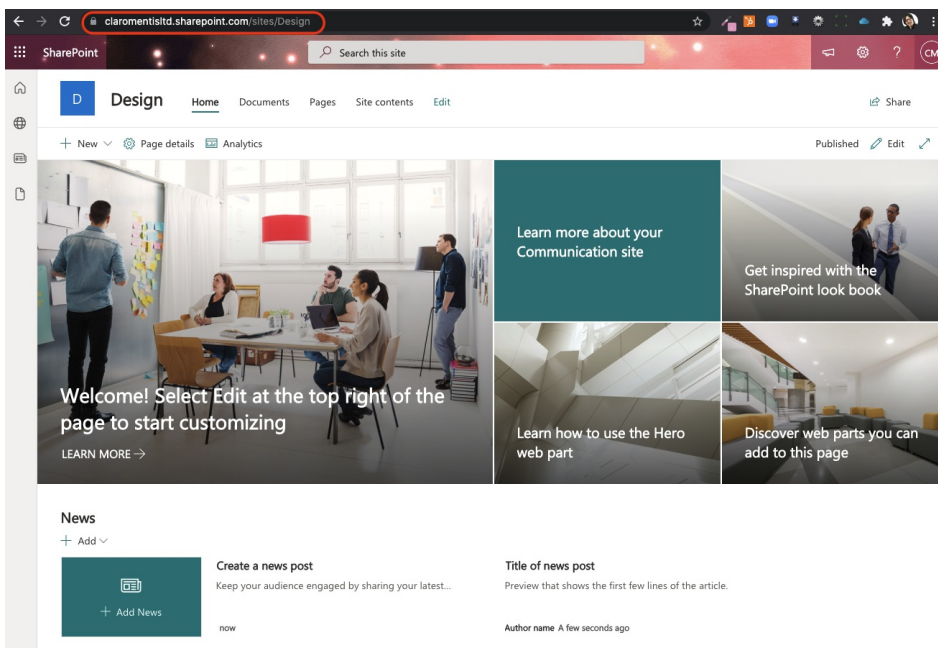 claromentisltd.sharepoint.com/sites/Design
SharePoint
Search this site
?
CM
D
Design
Home
Documents
Pages
Site contents
Edit
Share
+ New
Page details
Analytics
Published
Edit
Welcome! Select Edit at the top right of the
page to start customizing
LEARN MORE →
Learn more about your
Communication site
Get inspired with the
SharePoint look book
Learn how to use the Hero
web part
Discover web parts you can
add to this page
News
+ Add
+ Add News
Create a news post
Keep your audience engaged by sharing your latest...
now
Title of news post
Preview that shows the first few lines of the article.
Author name A few seconds ago